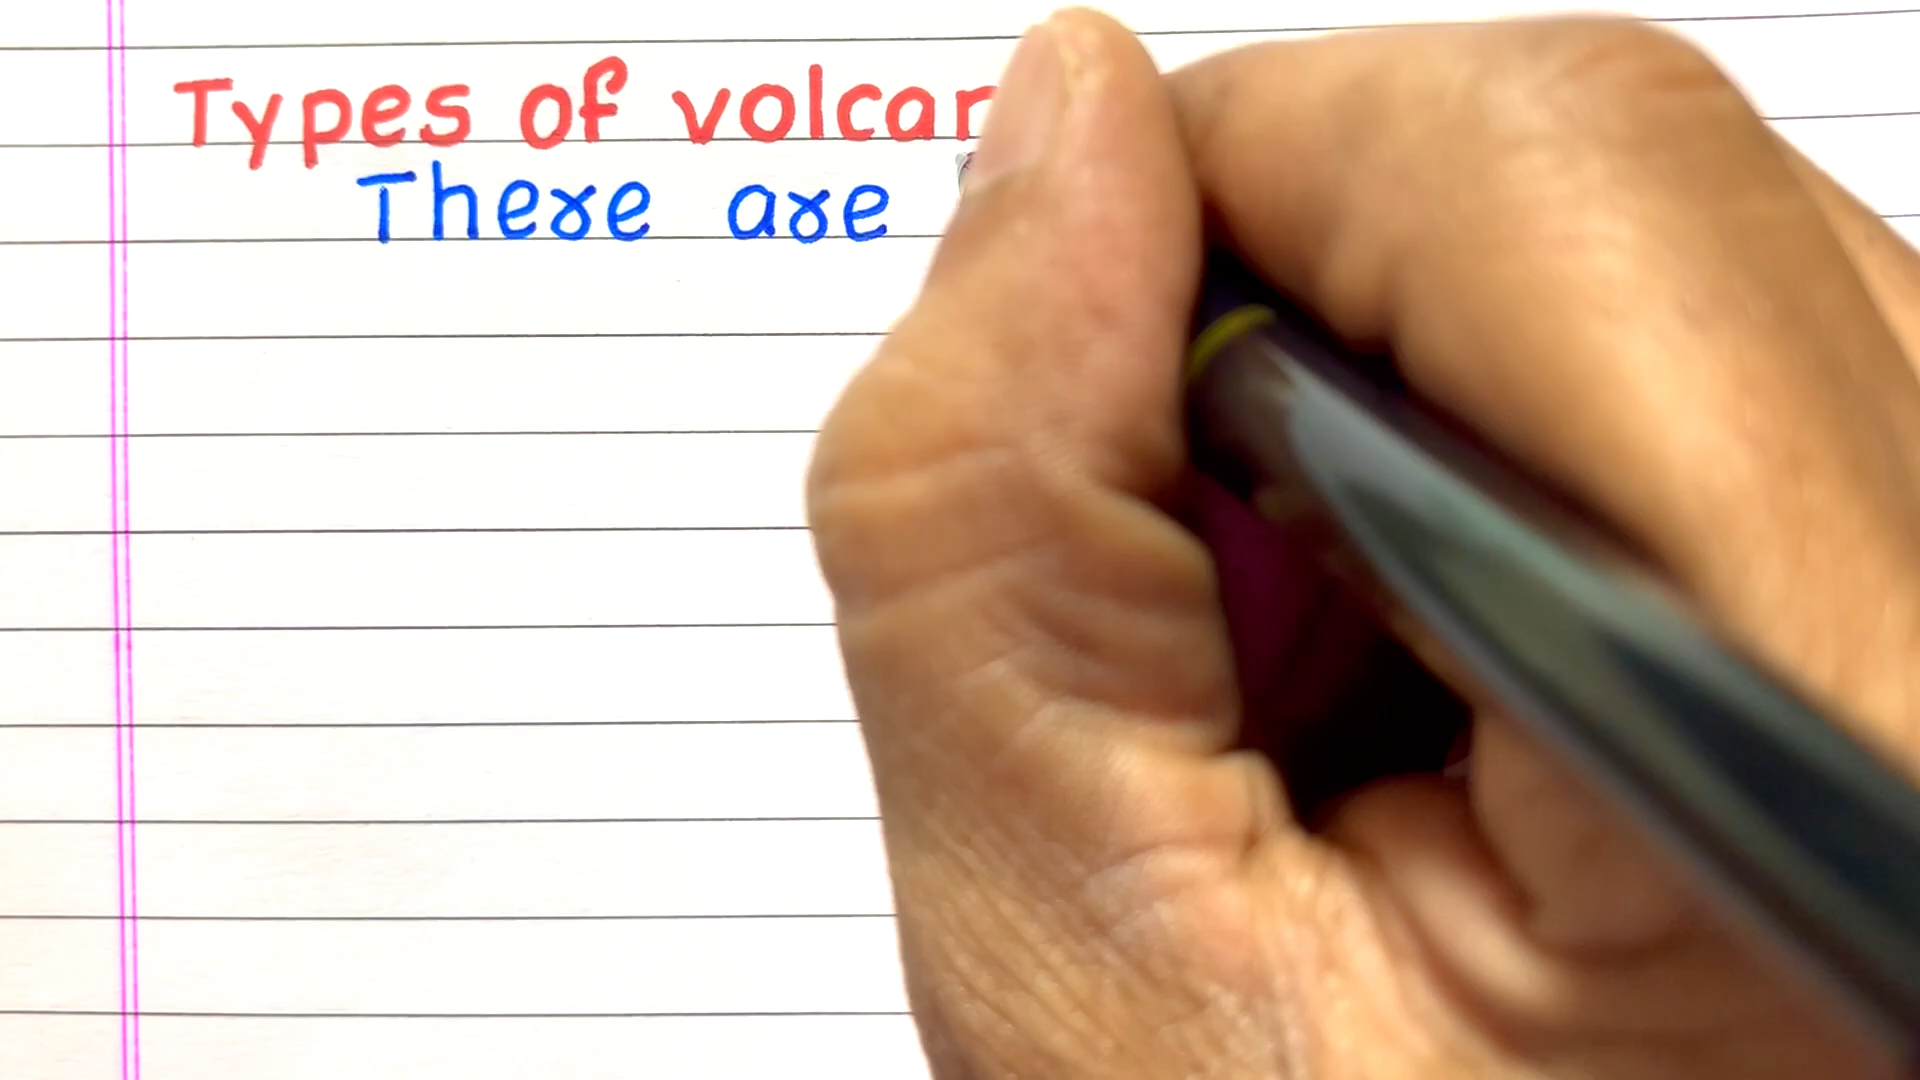 Types of volcan
There are